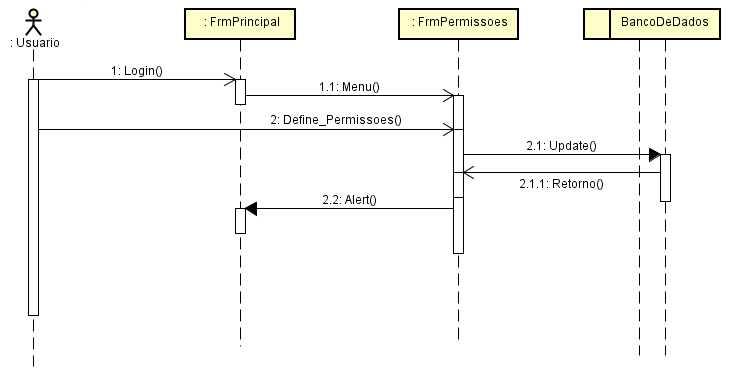 : Usuario
: FrmPrincipal
: FrmPermissoes
BancoDeDados
1: Login()
1.1: Menu()
2: Define_Permissoes()
2.1: Update()
2.1.1: Retorno()
2.2: Alert()